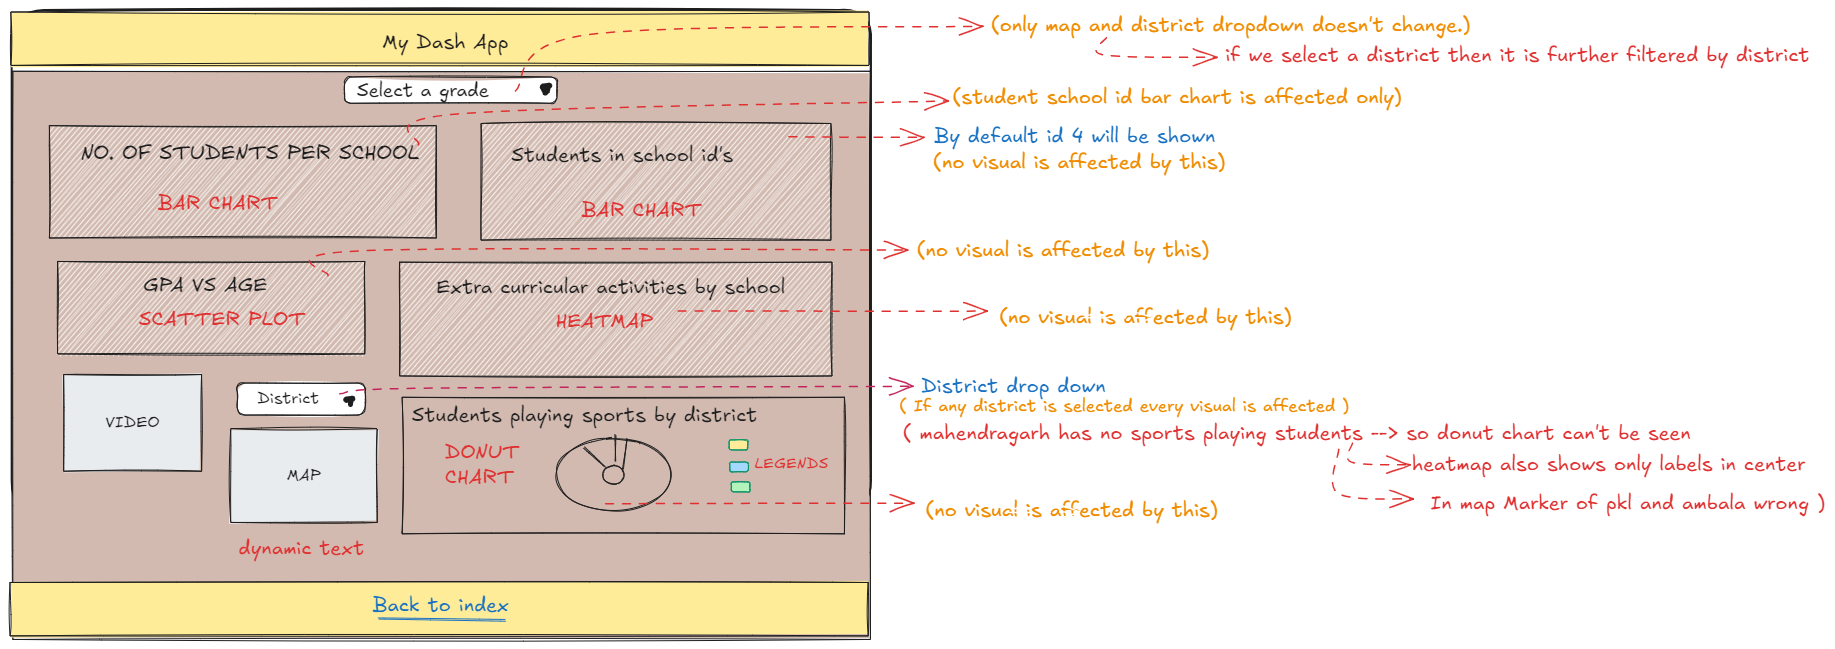 My Dash App
(only map and district dropdown doesn't change.)
if we select a district then it is further filtered by district
Select a grade
(student school id bar chart is affected only)
NO. OF STUDENTS PER SCHOOL
BAR CHART
Students in school id's
BAR CHART
By default id 4 will be shown
(no visual is affected by this)
GPA VS AGE
SCATTER PLOT
(no visual is affected by this)
Extra curricular activities by school
HEATMAP
(no visual is affected by this)
VIDEO
District
District drop down
( If any district is selected every visual is affected )
( mahendragarh has no sports playing students --> so donut chart can't be seen
heatmap also shows only labels in center
In map Marker of pkl and ambala wrong )
MAP
dynamic text
Students playing sports by district
DONUT
CHART
LEGENDS
(no visual is affected by this)
Back to index